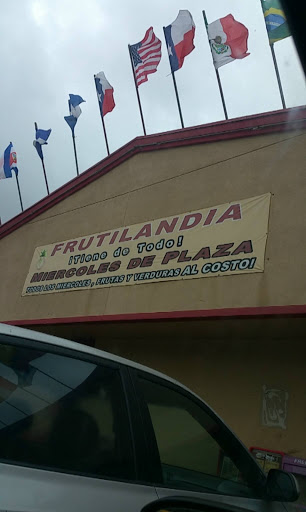 FRUTILANDIA
¡Tiene de Todo!
MIERCOLES DE PLAZA
TODOS LOS MIERCOLES, FRUTAS Y VERDURAS AL COSTO!